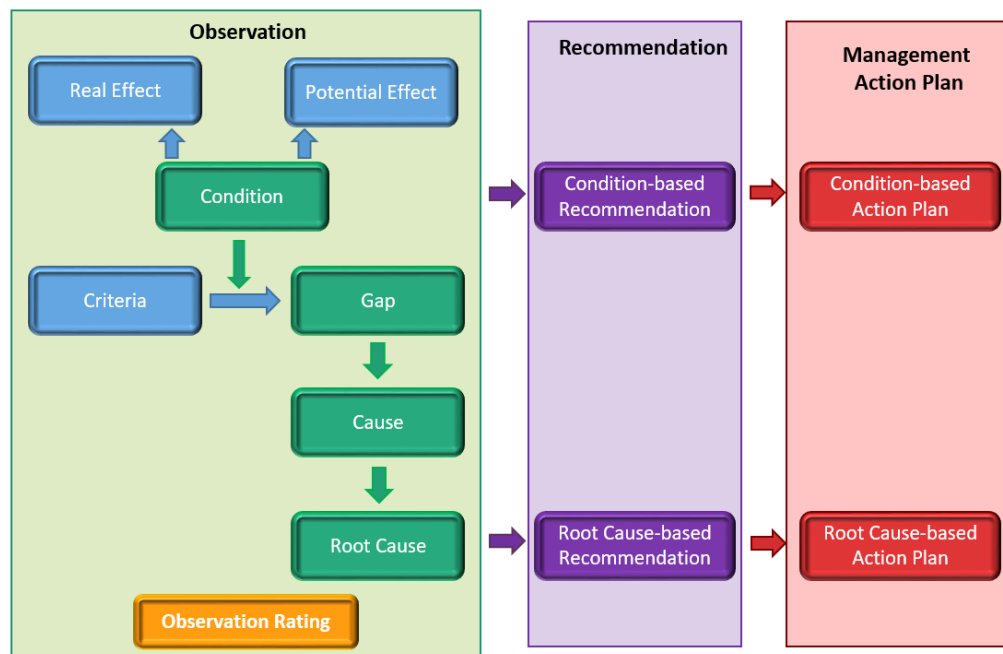 Observation
Real Effect
Potential Effect
Condition
Criteria
Gap
Cause
Root Cause
Observation Rating
Recommendation
Condition-based
Recommendation
Root Cause-based
Recommendation
Management
Action Plan
Condition-based
Action Plan
Root Cause-based
Action Plan